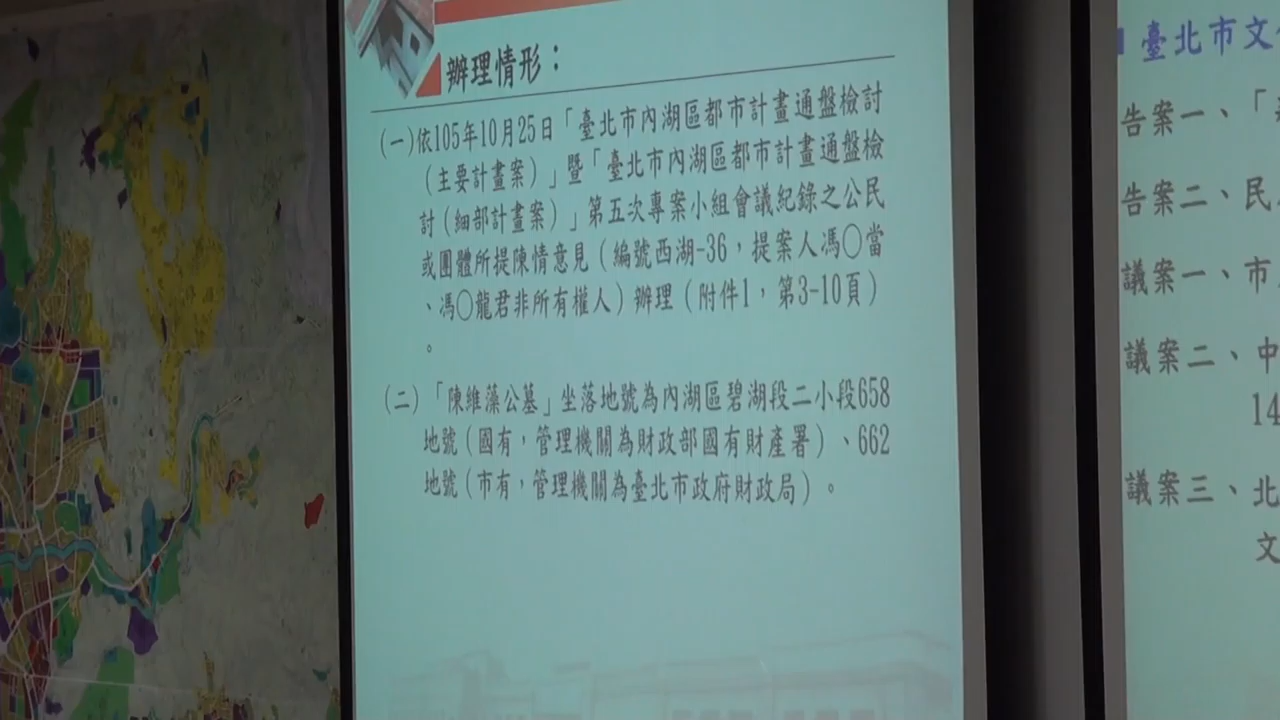 辦理情形：
(一)依105年10月25日「臺北市內湖區都市計畫通盤檢討
（主要計畫案）」暨「臺北市內湖區都市計畫通盤檢
討（細部計畫案）」第五次專案小組會議紀錄之公民
或團體所提陳情意見（編號西湖-36，提案人馮○當
、馮○龍君非所有權人）辦理（附件1，第3-10頁）
。
(二)「陳維藻公墓」坐落地號為內湖區碧湖段二小段658
地號（國有，管理機關為財政部國有財產署）、662
地號（市有，管理機關為臺北市政府財政局）。
臺北市文
告案一、「
告案二、民
議案一、市
議案二、中
14
議案三、北
文